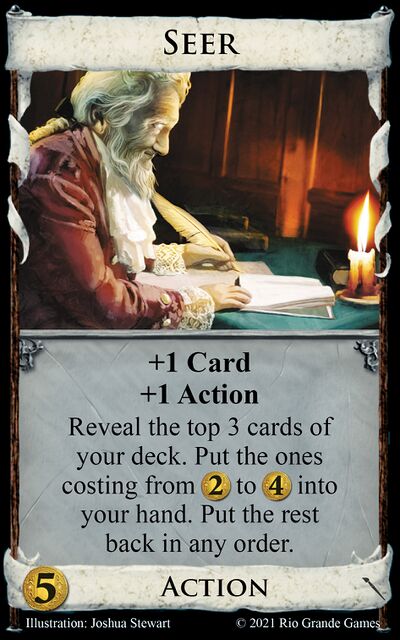 SEER
+1 Card
+1 Action
Reveal the top 3 cards of
your deck. Put the ones
costing from 2 to 4 into
your hand. Put the rest
back in any order.
5 ACTION
Illustration: Joshua Stewart © 2021 Rio Grande Games